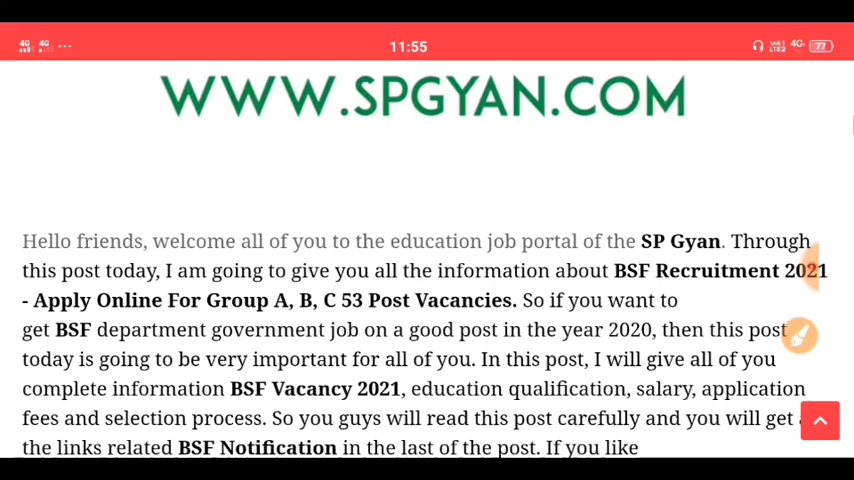 4G 4G ... 11:55 4G 77
WWW.SPGYAN.COM
Hello friends, welcome all of you to the education job portal of the SP Gyan. Through
this post today, I am going to give you all the information about BSF Recruitment 2021
- Apply Online For Group A, B, C 53 Post Vacancies. So if you want to
get BSF department government job on a good post in the year 2020, then this post
today is going to be very important for all of you. In this post, I will give all of you
complete information BSF Vacancy 2021, education qualification, salary, application
fees and selection process. So you guys will read this post carefully and you will get
the links related BSF Notification in the last of the post. If you like